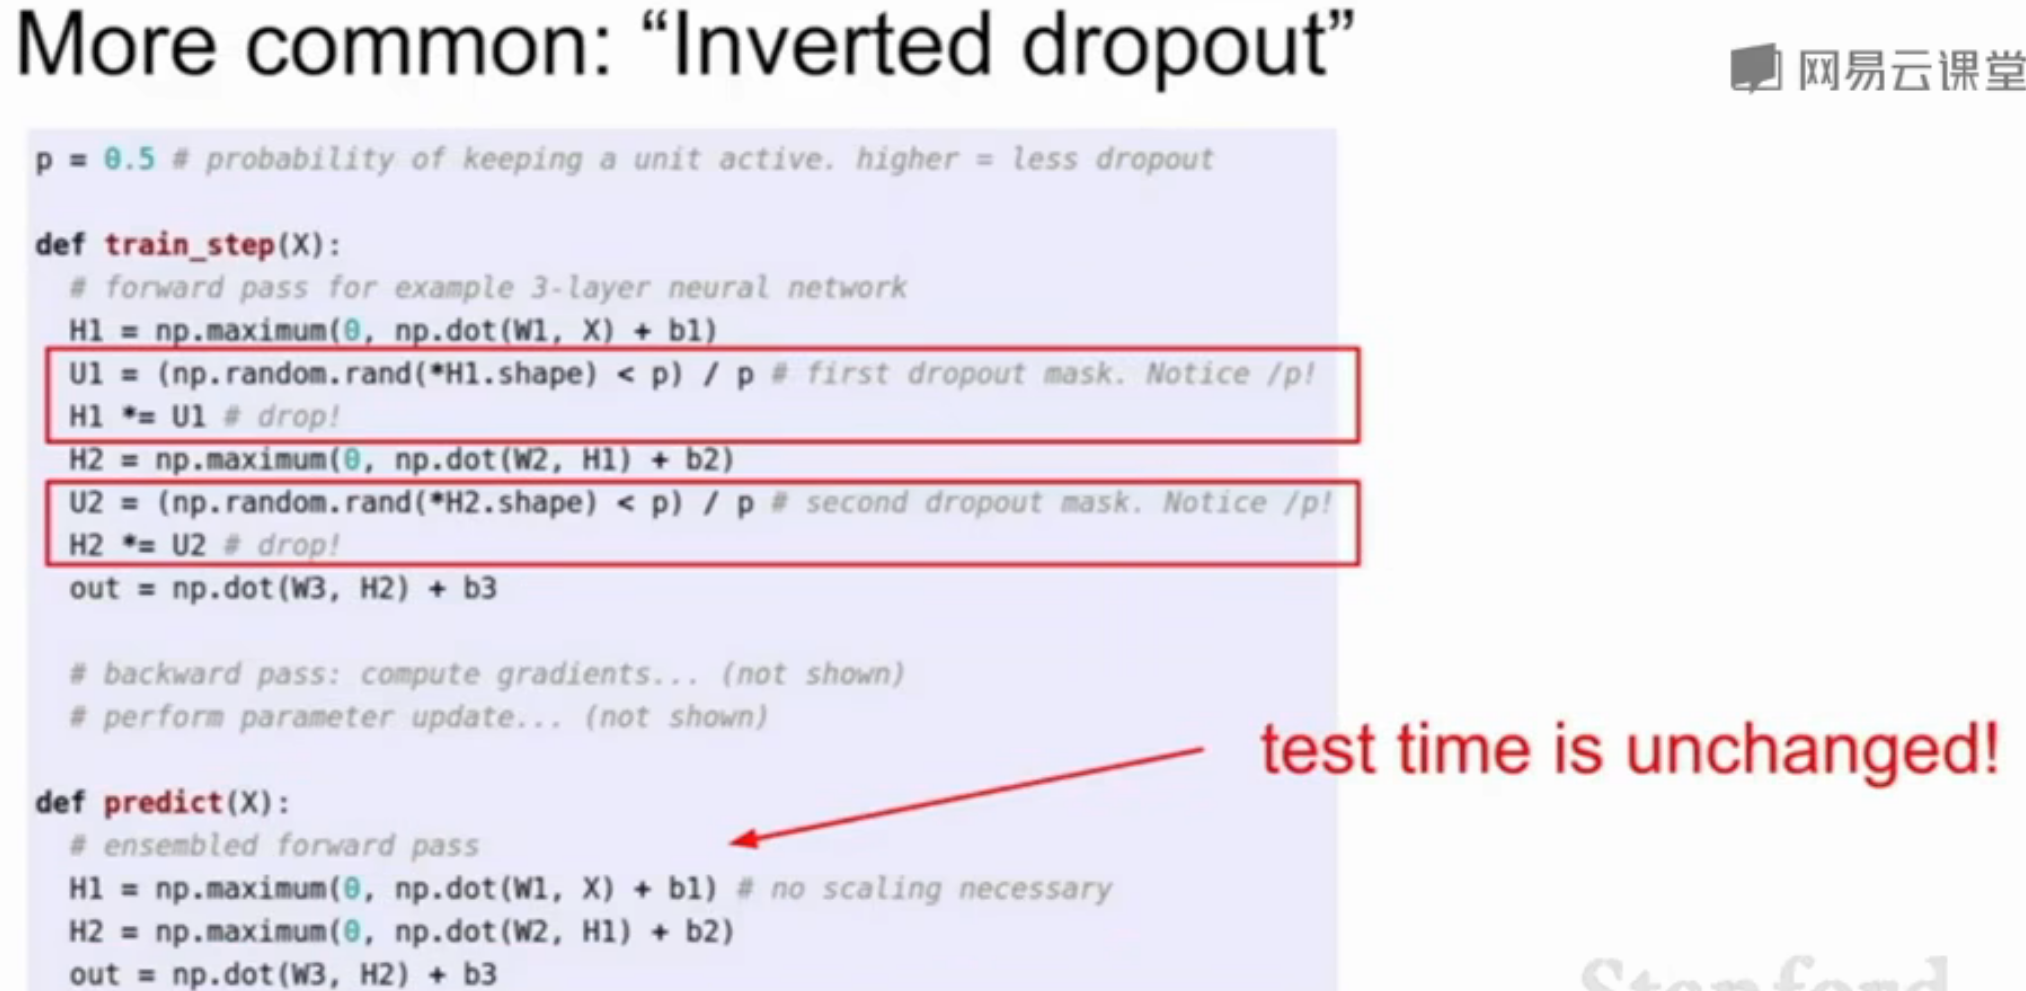 More common: “Inverted dropout”
网易云课堂
p = 0.5 # probability of keeping a unit active. higher = less dropout
def train_step(X):
# forward pass for example 3-layer neural network
H1 = np.maximum(0, np.dot(W1, X) + b1)
U1 = (np.random.rand(*H1.shape) < p) / p # first dropout mask. Notice /p!
H1 *= U1 # drop!
H2 = np.maximum(0, np.dot(W2, H1) + b2)
U2 = (np.random.rand(*H2.shape) < p) / p # second dropout mask. Notice /p!
H2 *= U2 # drop!
out = np.dot(W3, H2) + b3
# backward pass: compute gradients... (not shown)
# perform parameter update... (not shown)
test time is unchanged!
def predict(X):
# ensembled forward pass
H1 = np.maximum(0, np.dot(W1, X) + b1) # no scaling necessary
H2 = np.maximum(0, np.dot(W2, H1) + b2)
out = np.dot(W3, H2) + b3
Stanford